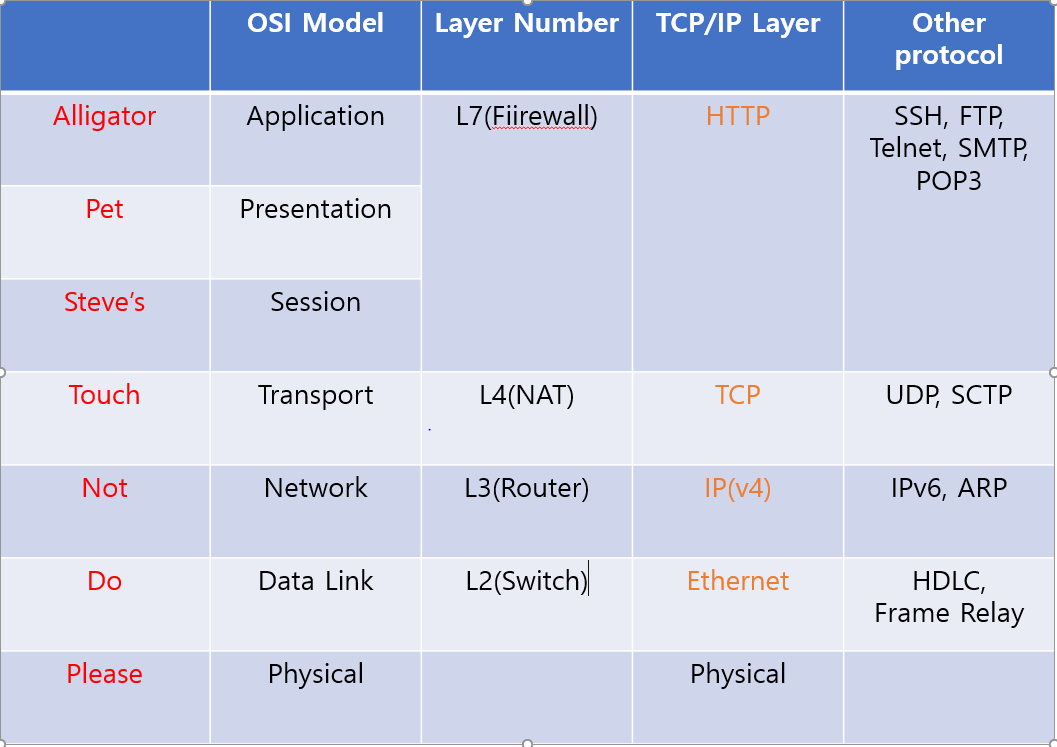 OSI Model
Layer Number
TCP/IP Layer
Other
protocol
Alligator
Application
L7(Fiirewall)
HTTP
SSH, FTP,
Telnet, SMTP,
POP3
Pet
Presentation
Steve’s
Session
Touch
Transport
L4(NAT)
TCP
UDP, SCTP
Not
Network
L3(Router)
IP(v4)
IPv6, ARP
Do
Data Link
L2(Switch)
Ethernet
HDLC,
Frame Relay
Please
Physical
Physical